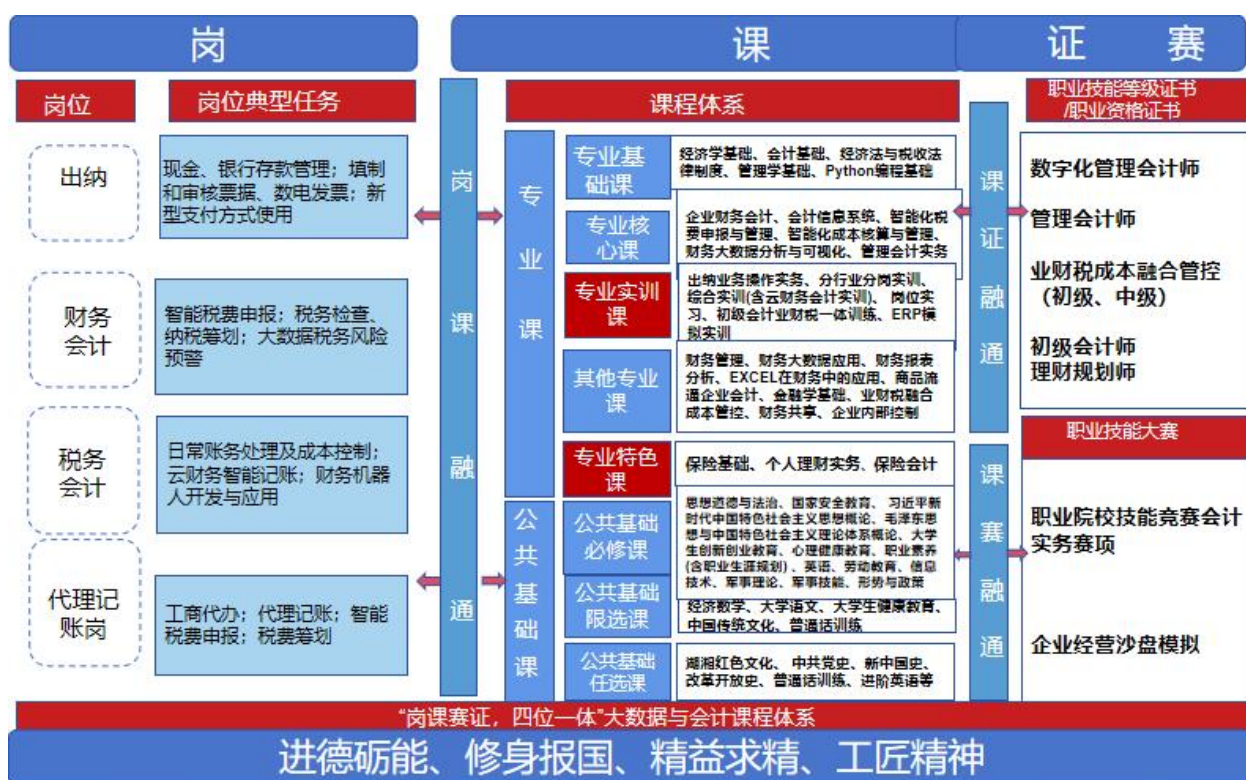 岗
课
证 赛
岗位
岗位典型任务
出纳
现金、银行存款管理；填制
和审核票据、数电发票；新
型支付方式使用
财务
会计
智能税费申报；税务检查、
纳税筹划；大数据税务风险
预警
税务
会计
日常账务处理及成本控制；
云财务智能记账；财务机器
人开发与应用
代理记
账岗
工商代办；代理记账；智能
税费申报；税费筹划
岗课融通
课程体系
专业课
专业基
础课
经济学基础、会计基础、经济法与税收法
律制度、管理学基础、Python编程基础
专业核
心课
企业财务会计、会计信息系统、智能化税
费申报与管理、智能化成本核算与管理、
财务大数据分析与可视化、管理会计实务
专业实训
课
出纳业务操作实务、分行业分岗实训、
综合实训(含云财务会计实训)、岗位实
习、初级会计业财税一体训练、ERP模
拟实训
其他专业
课
财务管理、财务大数据应用、财务报表
分析、EXCEL在财务中的应用、商品流
通企业会计、金融学基础、业财税融合
成本管控、财务共享、企业内部控制
专业特色
课
保险基础、个人理财实务、保险会计
公共基础课
公共基础
必修课
思想道德与法治、国家安全教育、习近平新
时代中国特色社会主义思想概论、毛泽东思
想与中国特色社会主义理论体系概论、大学
生创新创业教育、心理健康教育、职业素养
(含职业生涯规划)、英语、劳动教育、信息
技术、军事理论、军事技能、形势与政策
公共基础
限选课
经济数学、大学语文、大学生健康教育、
中国传统文化、普通话训练
公共基础
任选课
湖湘红色文化、中共党史、新中国史、
改革开放史、普通话训练、进阶英语等
课证融通
职业技能等级证书
/职业资格证书
数字化管理会计师
管理会计师
业财税成本融合管控
（初级、中级）
初级会计师
理财规划师
课赛融通
职业技能大赛
职业院校技能竞赛会计
实务赛项
企业经营沙盘模拟
“岗课赛证，四位一体”大数据与会计课程体系
进德砺能、修身报国、精益求精、工匠精神